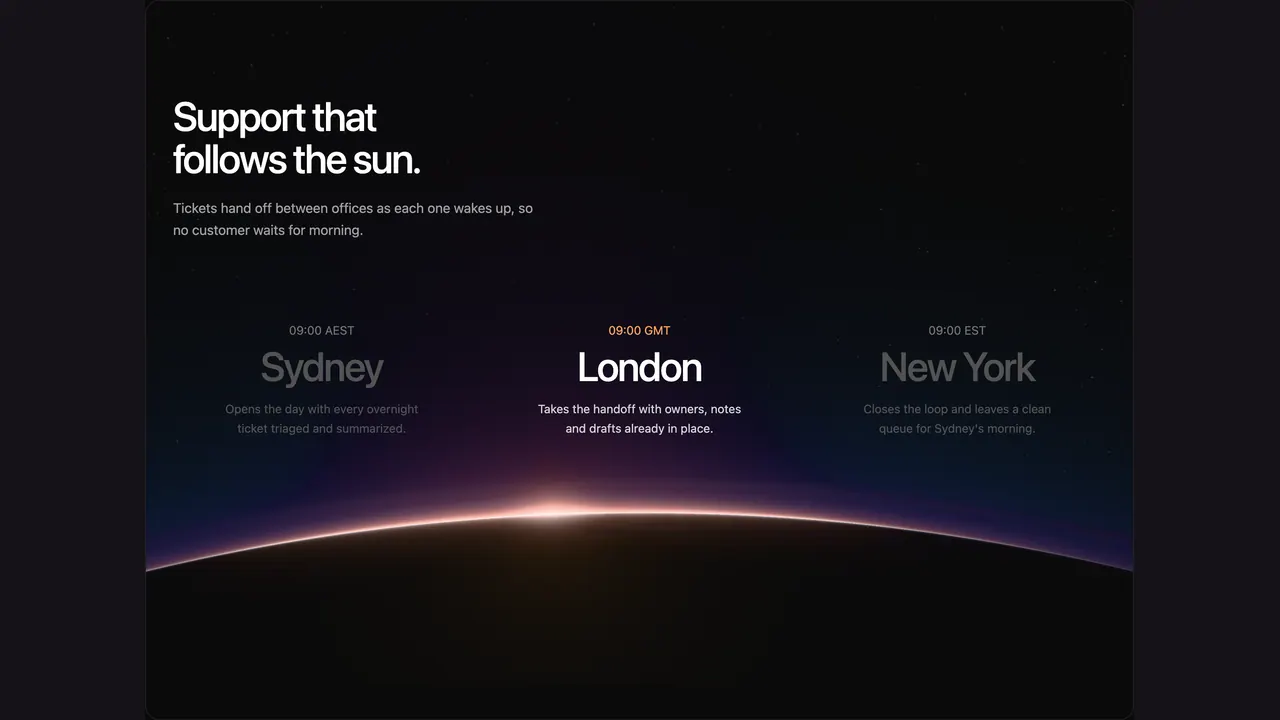 Support that
follows the sun.
Tickets hand off between offices as each one wakes up, so
no customer waits for morning.
09:00 AEST
Sydney
Opens the day with every overnight
ticket triaged and summarized.
09:00 GMT
London
Takes the handoff with owners, notes
and drafts already in place.
09:00 EST
New York
Closes the loop and leaves a clean
queue for Sydney's morning.